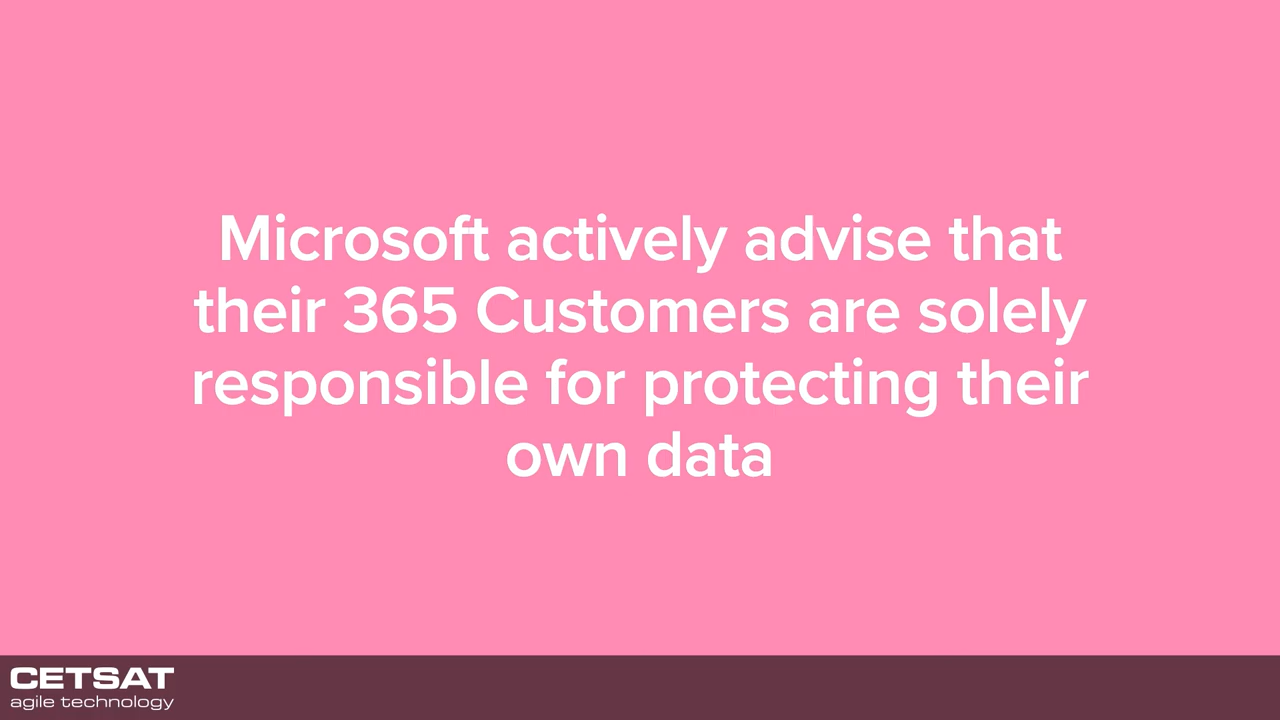 Microsoft actively advise that
their 365 Customers are solely
responsible for protecting their
own data
CETSAT
agile technology